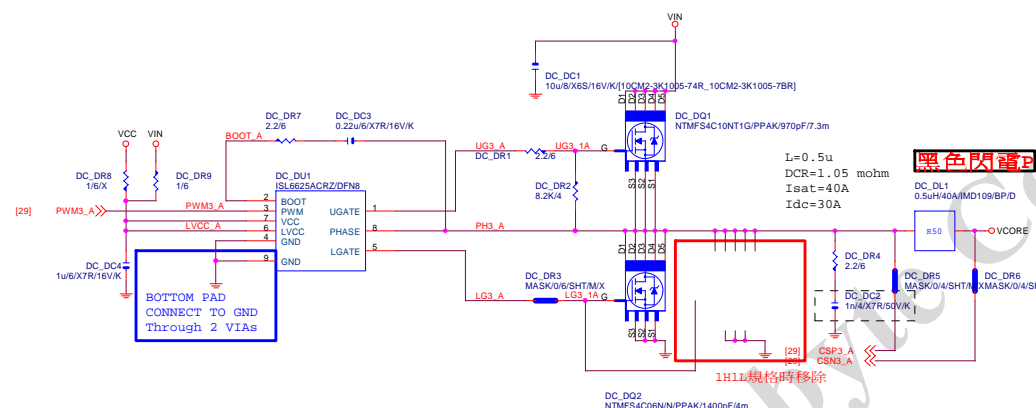 VIN
DC_DC1
10u/8/X6S/16V/K/[10CM2-3K1005-74R_10CM2-3K1005-7BR]
D1
D2
D3
D4
D5
DC_DQ1
NTMFS4C10NT1G/PPAK/970pF/7.3m
G
S3
S2
S1
DC_DR7
2.2/6
DC_DC3
0.22u/6/X7R/16V/K
BOOT_A
VCC
VIN
DC_DR8
1/6/X
DC_DR9
1/6
UG3_A
DC_DR1
2.2/6
UG3_1A
DC_DR2
8.2K/4
L=0.5u
DCR=1.05 mohm
Isat=40A
Idc=30A
黑色閃電P
DC_DL1
0.5uH/40A/IMD109/BP/D
R50
VCORE
DC_DU1
ISL6625ACRZ/DFN8
[29]
PWM3_A
PWM3_A
LVCC_A
2
3
7
6
4
9
BOOT
PWM
VCC
LVCC
GND
GND
UGATE
PHASE
LGATE
1
8
5
PH3_A
D1
D2
D3
D4
D5
DC_DQ2
NTMFS4C06N/N/PPAK/1400pF/4m
G
S3
S2
S1
DC_DR3
MASK/0/6/SHT/M/X
LG3_A
LG3_1A
DC_DC4
1u/6/X7R/16V/K
BOTTOM PAD
CONNECT TO GND
Through 2 VIAs
1H1L規格時移除
DC_DR4
2.2/6
DC_DC2
1n/4/X7R/50V/K
DC_DR5
MASK/0/4/SHT/M/X
DC_DR6
MASK/0/4/S
[29]
CSP3_A
[29]
CSN3_A
byte Co